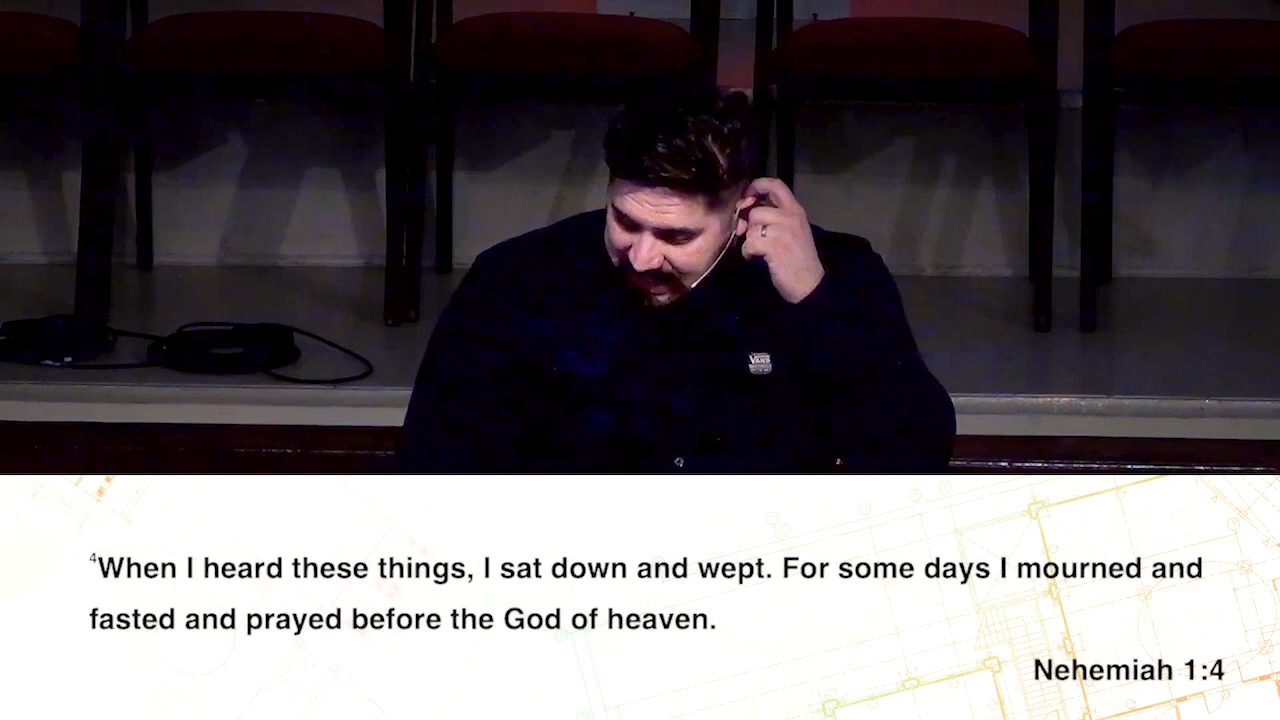 VANS
⁴When I heard these things, I sat down and wept. For some days I mourned and
fasted and prayed before the God of heaven.
Nehemiah 1:4